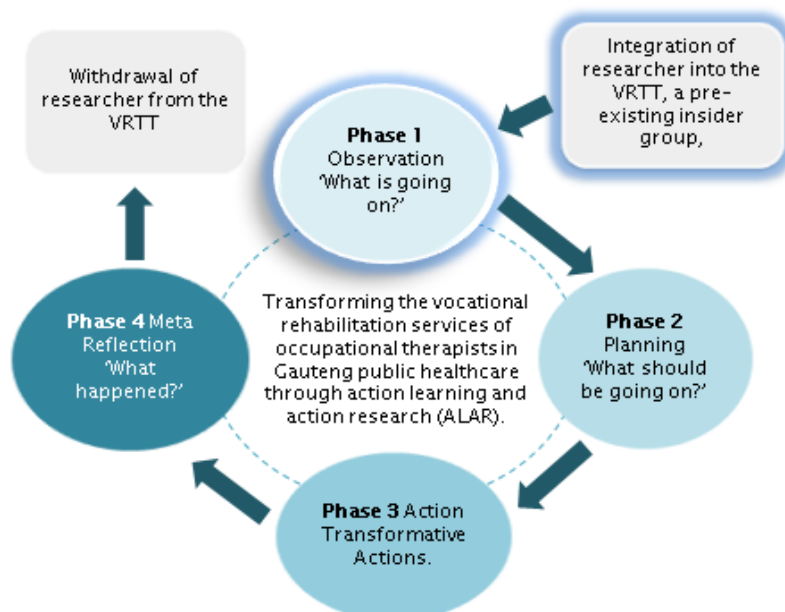 Withdrawal of
researcher from the
VRTT
Integration of
researcher into the
VRTT, a pre-
existing insider
group,
Phase 1
Observation
‘What is going
on?’
Phase 2
Planning
‘What should
be going on?’
Phase 3 Action
Transformative
Actions.
Phase 4 Meta
Reflection
‘What
happened?’
Transforming the vocational
rehabilitation services of
occupational therapists in
Gauteng public healthcare
through action learning and
action research (ALAR).